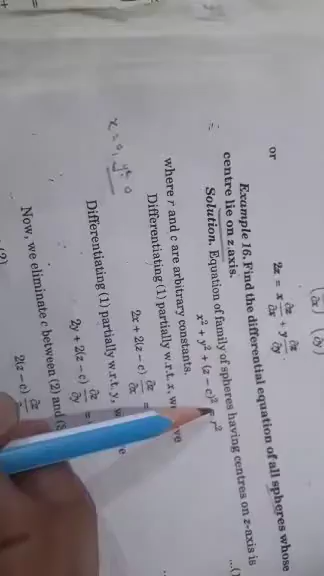 (∂x) (∂y)
or
2z = x ∂z/∂x + y ∂z/∂y
Example 16. Find the differential equation of all spheres whose
centre lie on z.axis.
Solution. Equation of family of spheres having centres on z-axis is
x² + y² + (z − c)² = r²
where r and c are arbitrary constants.
Differentiating (1) partially w.r.t. x, we
2x + 2(z − c) ∂z/∂x =
x = 0, y = 0
Differentiating (1) partially w.r.t. y,
2y + 2(z − c) ∂z/∂y =
Now, we eliminate c between (2) and
2(z − c)